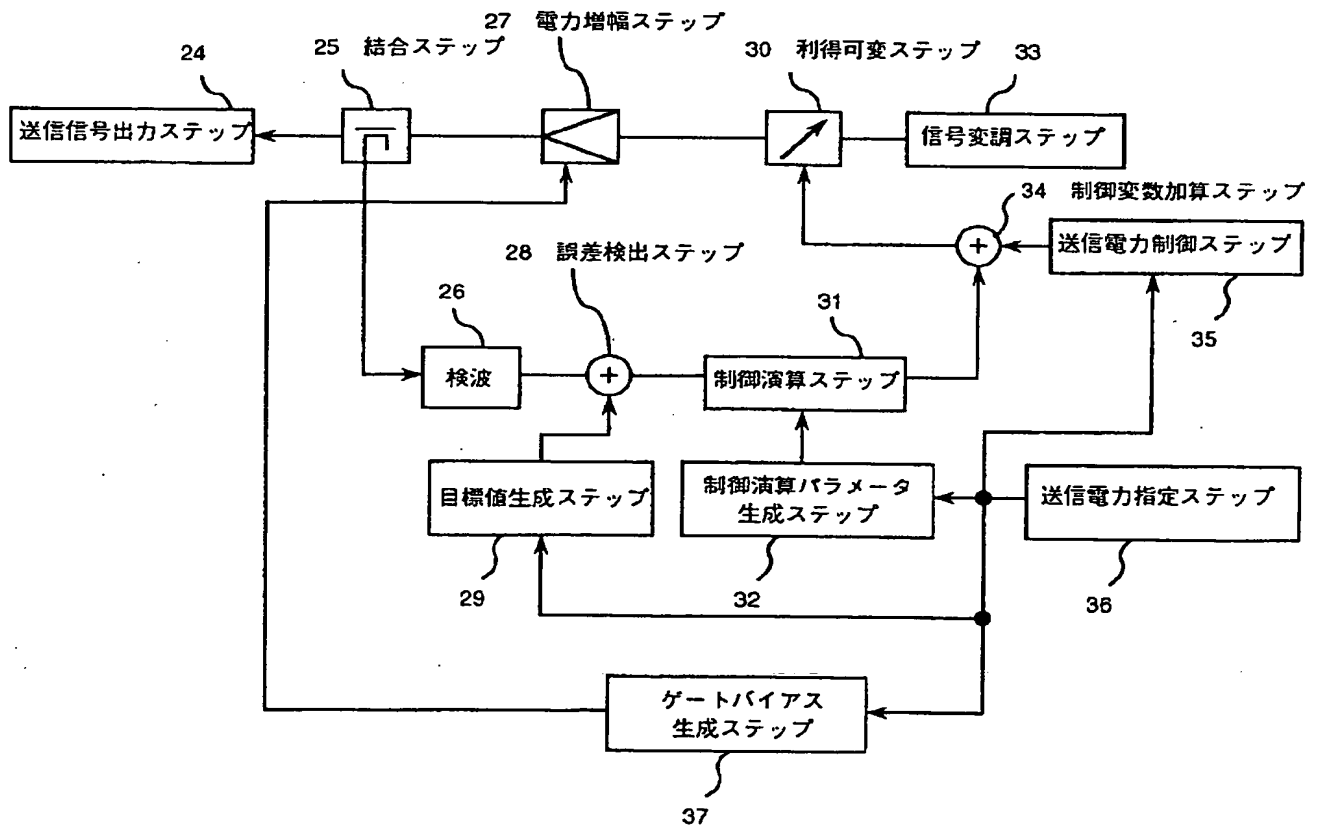 27 電力増幅ステップ
25 結合ステップ
30 利得可変ステップ
24
33
送信信号出力ステップ
信号変調ステップ
34 制御変数加算ステップ
送信電力制御ステップ
28 誤差検出ステップ
26
31
35
検波
制御演算ステップ
目標値生成ステップ
制御演算パラメータ
生成ステップ
送信電力指定ステップ
29
32
36
ゲートバイアス
生成ステップ
37